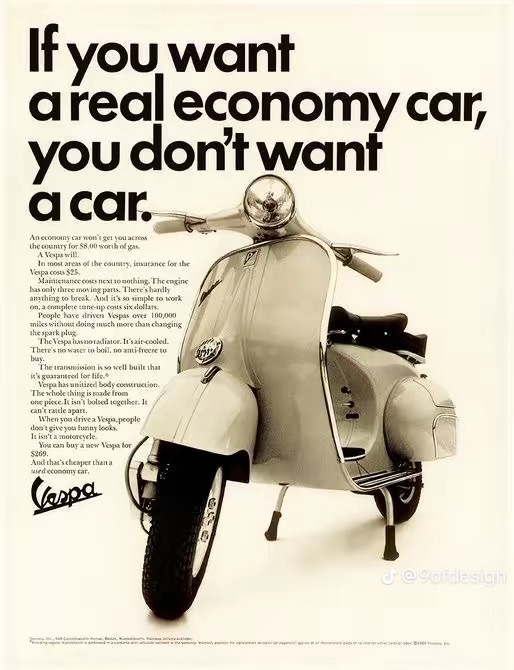 If you want
a real economy car,
you don't want
a car.
An economy car won't get you across
the country for $8.00 worth of gas.
A Vespa will.
In most areas of the country, insurance for the
Vespa costs $25.
Maintenance costs next to nothing. The engine
has only three moving parts. There's hardly
anything to break. And it's so simple to work
on, a complete tune-up costs six dollars.
People have driven Vespas over 100,000
miles without doing much more than changing
the spark plug.
The Vespa has no radiator. It's air-cooled.
There's no water to boil, no anti-freeze to
buy.
The transmission is so well built that
it's guaranteed for life.*
Vespa has unitized body construction.
The whole thing is made from
one piece. It isn't bolted together. It
can't rattle apart.
When you drive a Vespa, people
don't give you funny looks.
It isn't a motorcycle.
You can buy a new Vespa for
$269.
And that's cheaper than a
used economy car.
Vespa
@9ofdesign